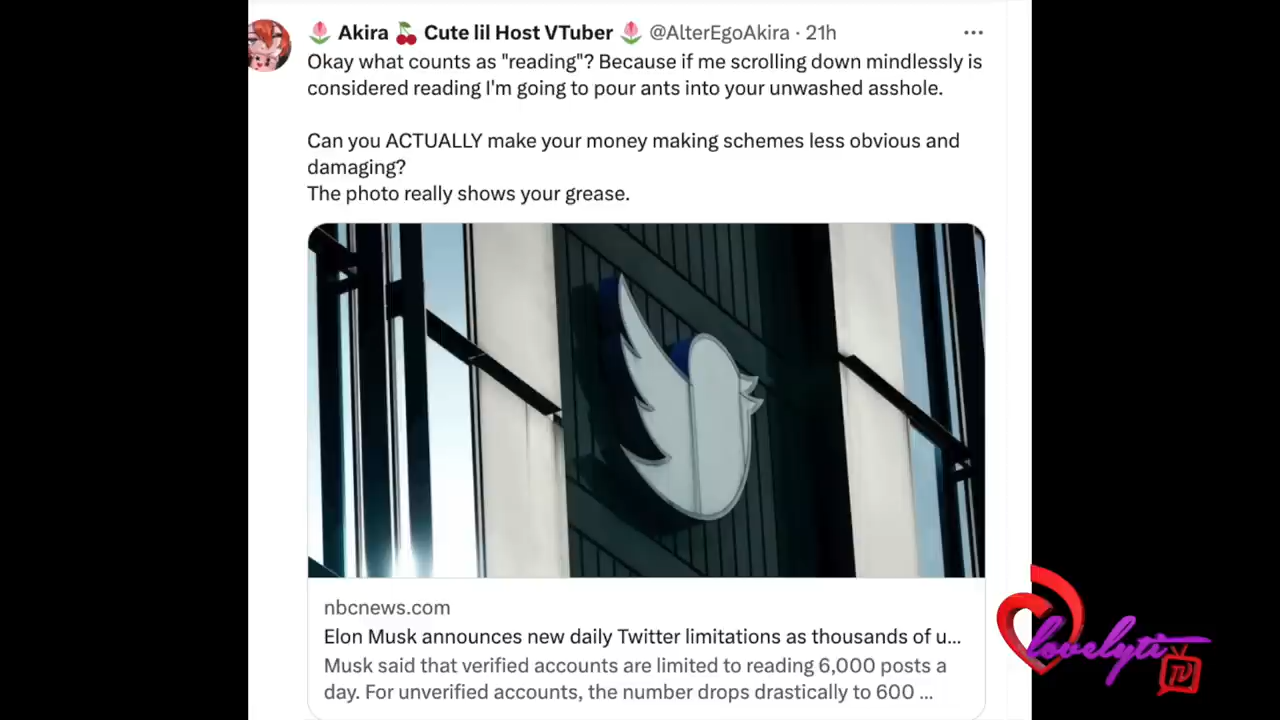 Akira Cute lil Host VTuber @AlterEgoAkira · 21h
Okay what counts as "reading"? Because if me scrolling down mindlessly is
considered reading I'm going to pour ants into your unwashed asshole.
Can you ACTUALLY make your money making schemes less obvious and
damaging?
The photo really shows your grease.
nbcnews.com
Elon Musk announces new daily Twitter limitations as thousands of u...
Musk said that verified accounts are limited to reading 6,000 posts a
day. For unverified accounts, the number drops drastically to 600 ...
lovelyti
TV